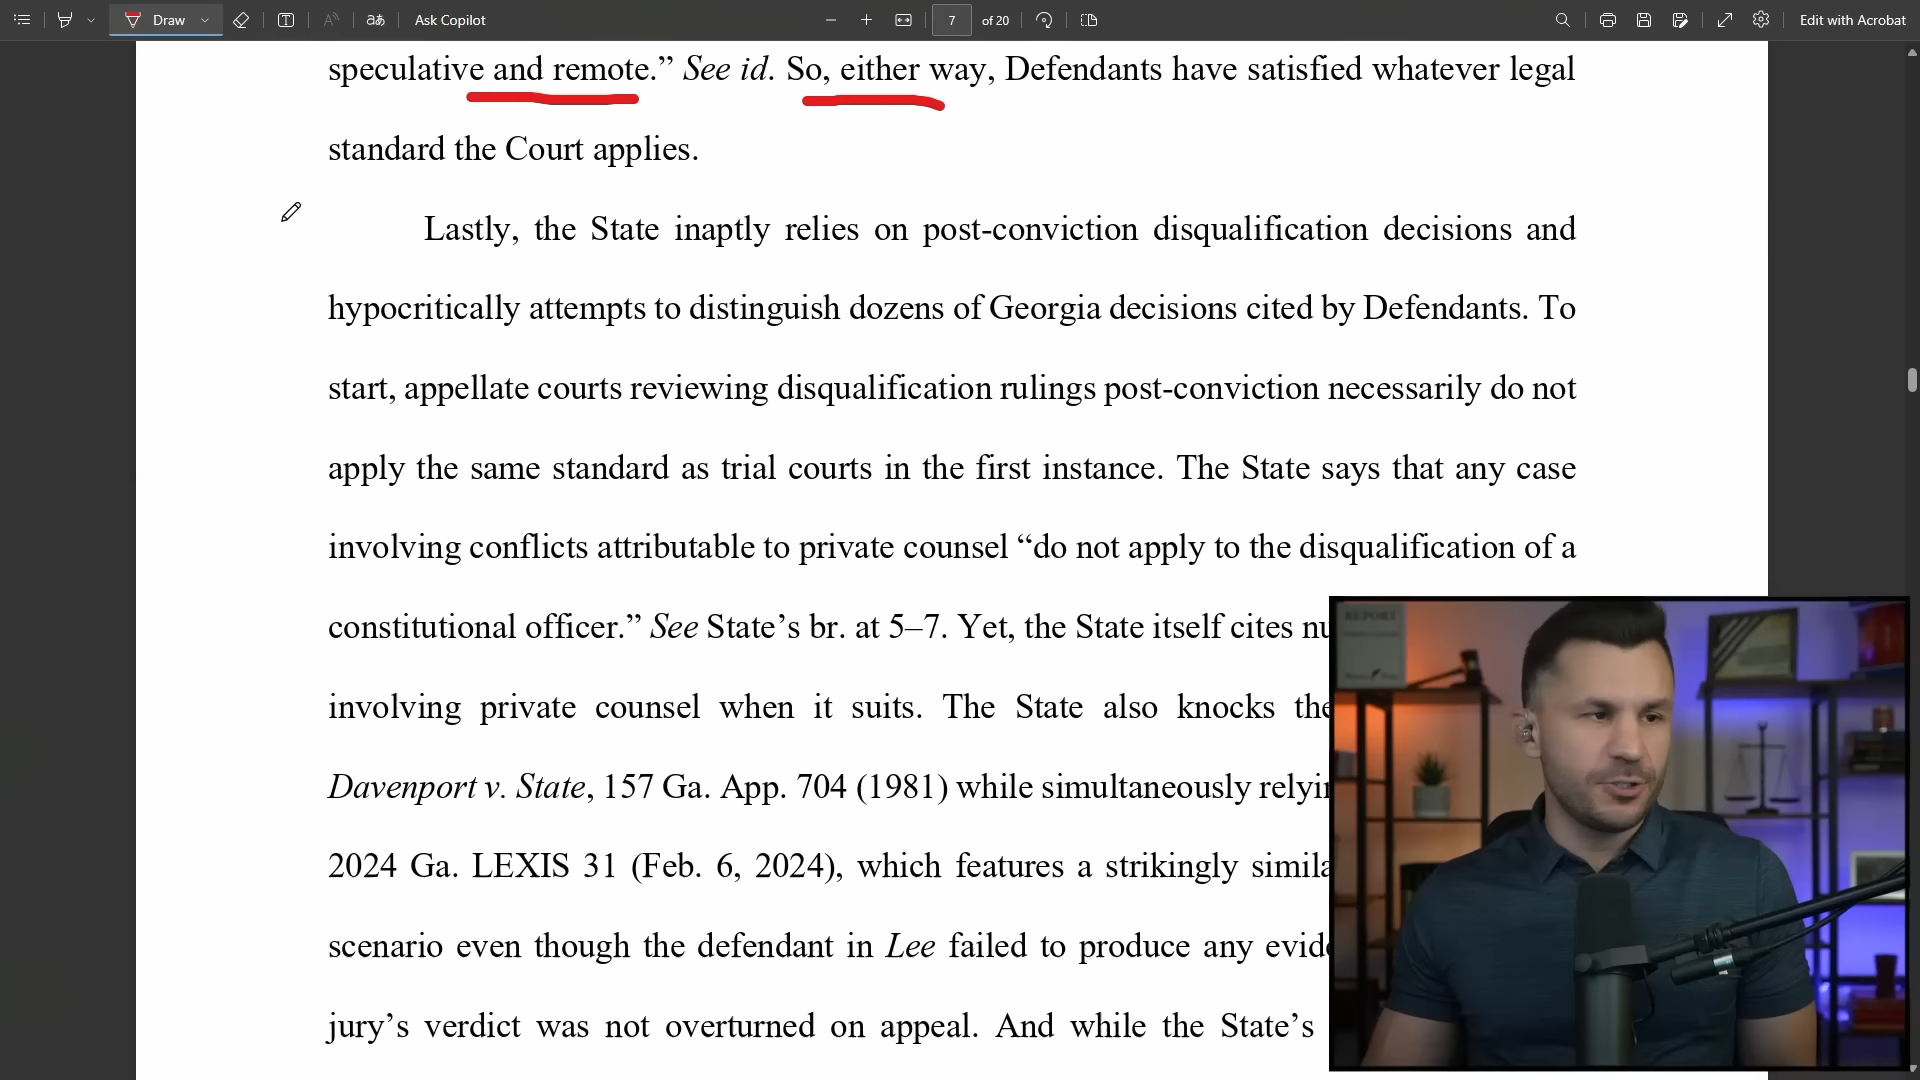 Draw
Ask Copilot
7 of 20
Edit with Acrobat
speculative and remote.” See id. So, either way, Defendants have satisfied whatever legal
standard the Court applies.
Lastly, the State inaptly relies on post-conviction disqualification decisions and
hypocritically attempts to distinguish dozens of Georgia decisions cited by Defendants. To
start, appellate courts reviewing disqualification rulings post-conviction necessarily do not
apply the same standard as trial courts in the first instance. The State says that any case
involving conflicts attributable to private counsel “do not apply to the disqualification of a
constitutional officer.” See State’s br. at 5–7. Yet, the State itself cites
involving private counsel when it suits. The State also knocks
Davenport v. State, 157 Ga. App. 704 (1981) while simultaneously
2024 Ga. LEXIS 31 (Feb. 6, 2024), which features a strikingly
scenario even though the defendant in Lee failed to produce any
jury’s verdict was not overturned on appeal. And while the State’s
REPORT